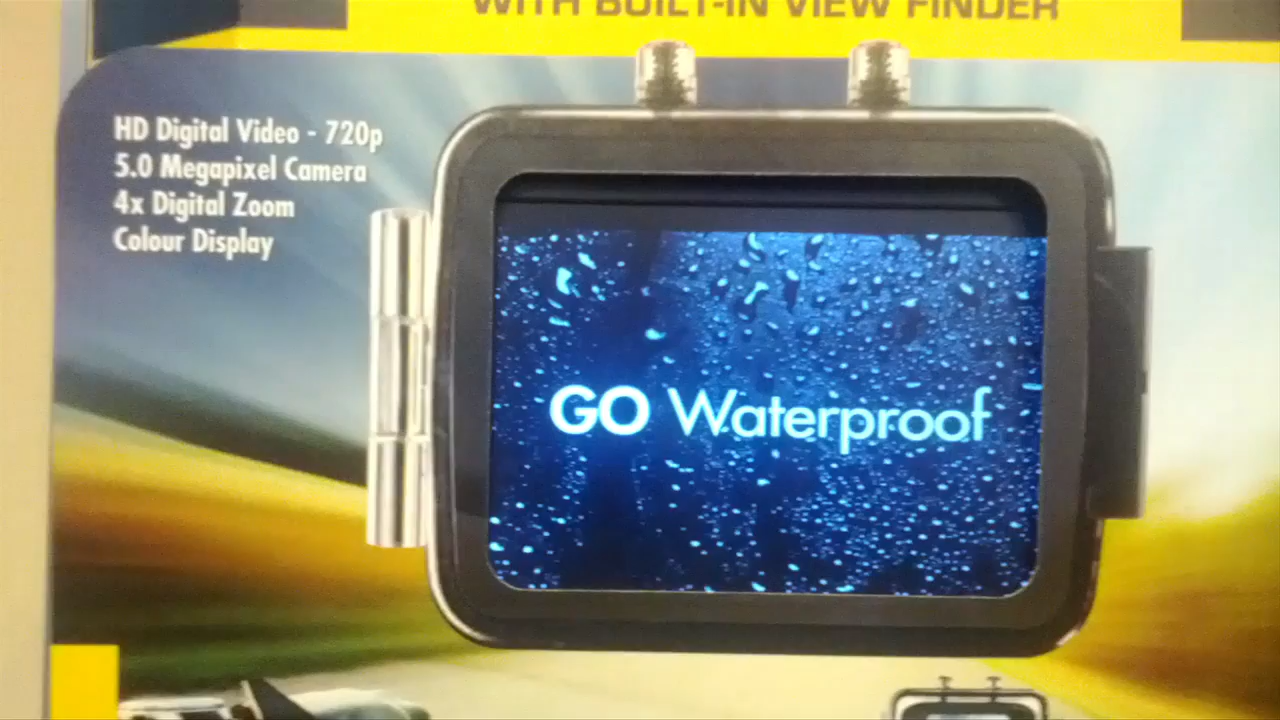 WITH BUILT-IN VIEW FINDER
HD Digital Video - 720p
5.0 Megapixel Camera
4x Digital Zoom
Colour Display
GO Waterproof